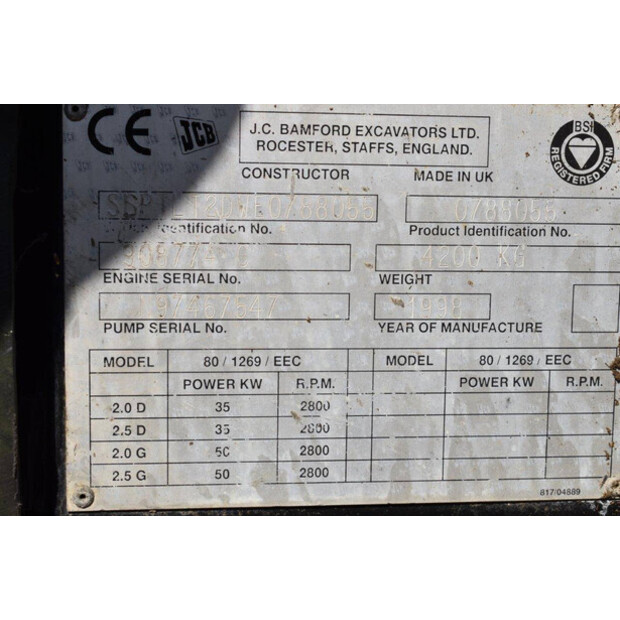 CE
JCB
J.C. BAMFORD EXCAVATORS LTD.
ROCESTER, STAFFS, ENGLAND.
BSI
REGISTERED FIRM
CONSTRUCTOR MADE IN UK
Identification No. Product Identification No.
4200 KG
ENGINE SERIAL No. WEIGHT
1998
PUMP SERIAL No. YEAR OF MANUFACTURE
MODEL 80 / 1269 / EEC MODEL 80 / 1269 / EEC
POWER KW R.P.M. POWER KW R.P.M.
2.0 D 35 2800
2.5 D 35 2800
2.0 G 50 2800
2.5 G 50 2800
817/04889